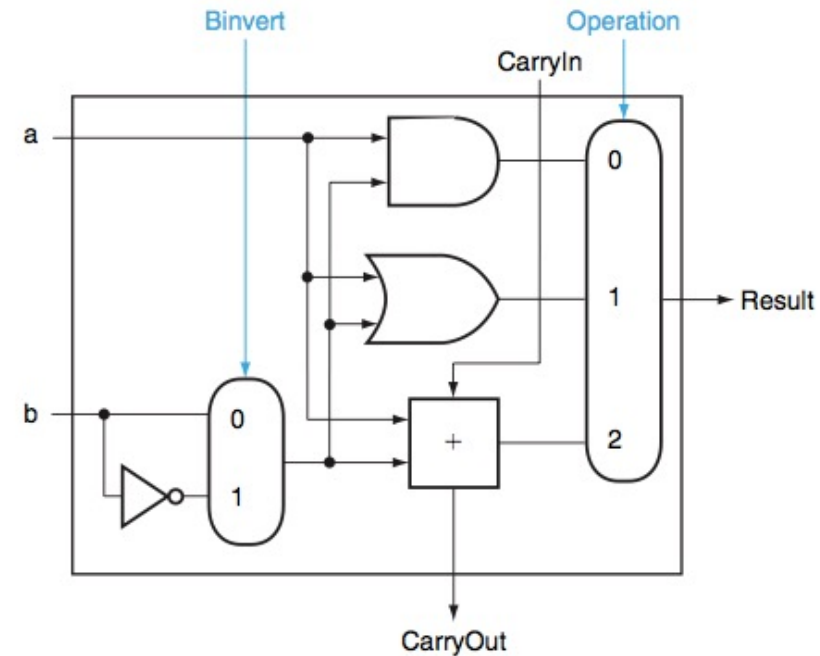 Binvert
Operation
CarryIn
a
0
1
Result
b
0
+
2
1
CarryOut